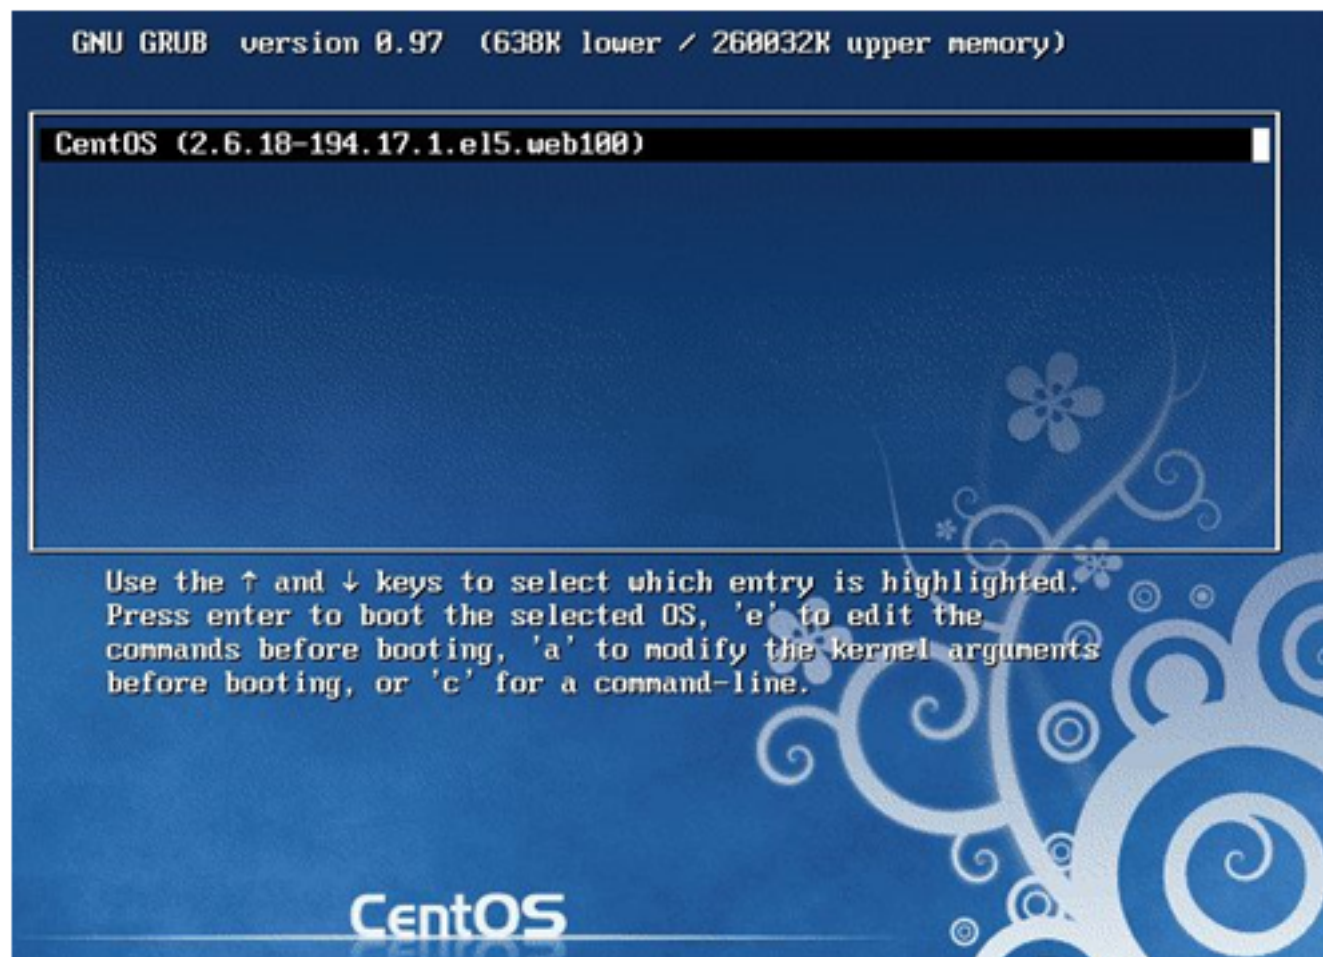 GNU GRUB version 0.97 (638K lower / 260032K upper memory)
CentOS (2.6.18-194.17.1.el5.web100)
Use the ↑ and ↓ keys to select which entry is highlighted.
Press enter to boot the selected OS, 'e' to edit the
commands before booting, 'a' to modify the kernel arguments
before booting, or 'c' for a command-line.
CentOS